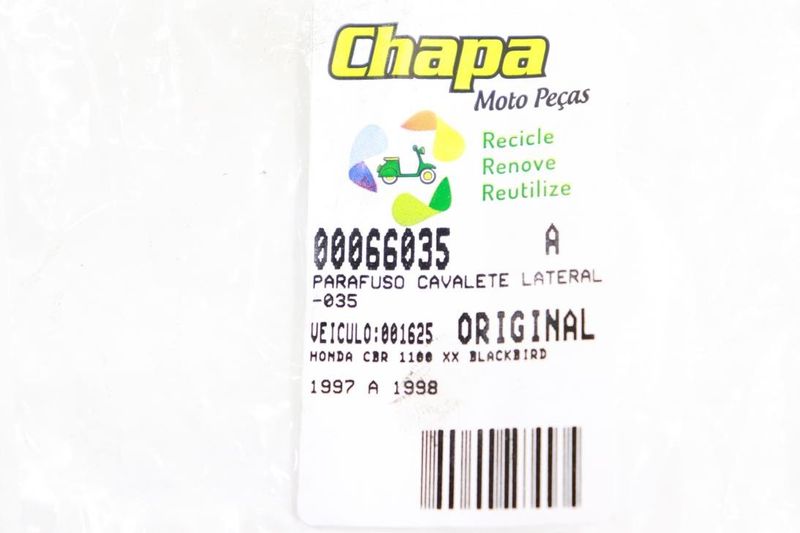 Chapa
Moto Peças
Recicle
Renove
Reutilize
00066035 A
PARAFUSO CAVALETE LATERAL
-035
VEICULO:001625 ORIGINAL
HONDA CBR 1100 XX BLACKBIRD
1997 A 1998